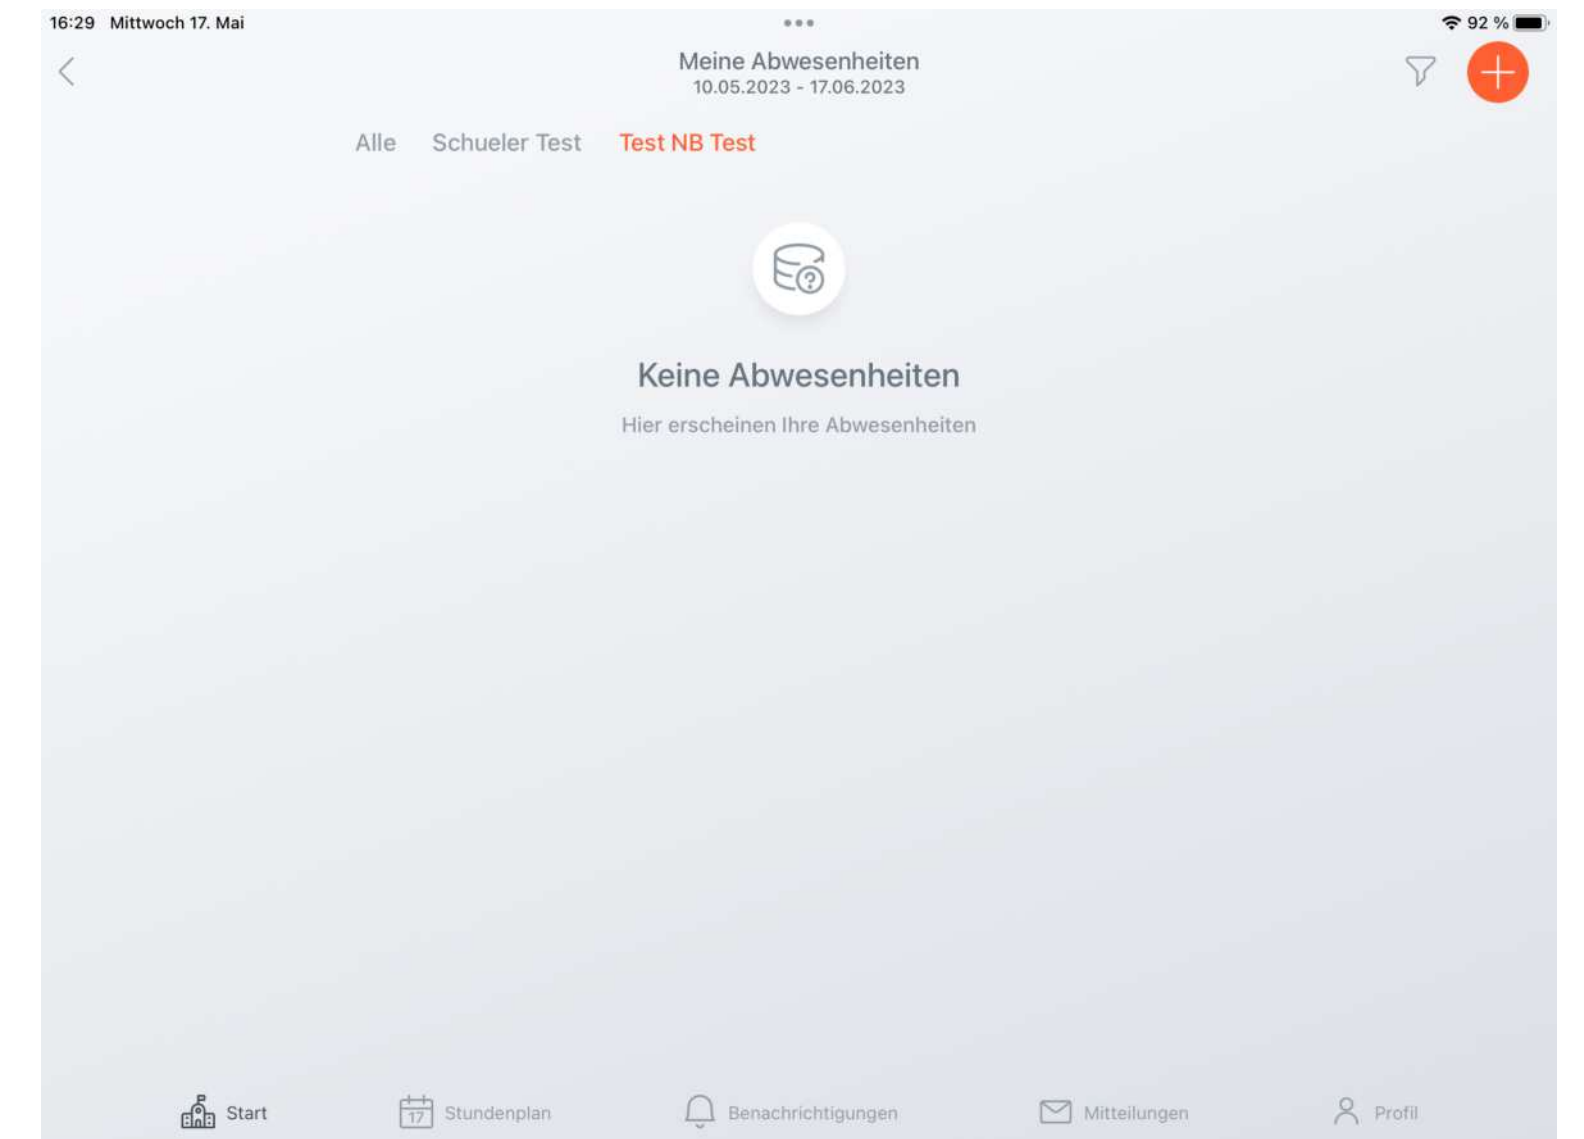 16:29 Mittwoch 17. Mai
92 %
Meine Abwesenheiten
10.05.2023 - 17.06.2023
Alle Schueler Test Test NB Test
?
Keine Abwesenheiten
Hier erscheinen Ihre Abwesenheiten
Start 17 Stundenplan Benachrichtigungen Mitteilungen Profil